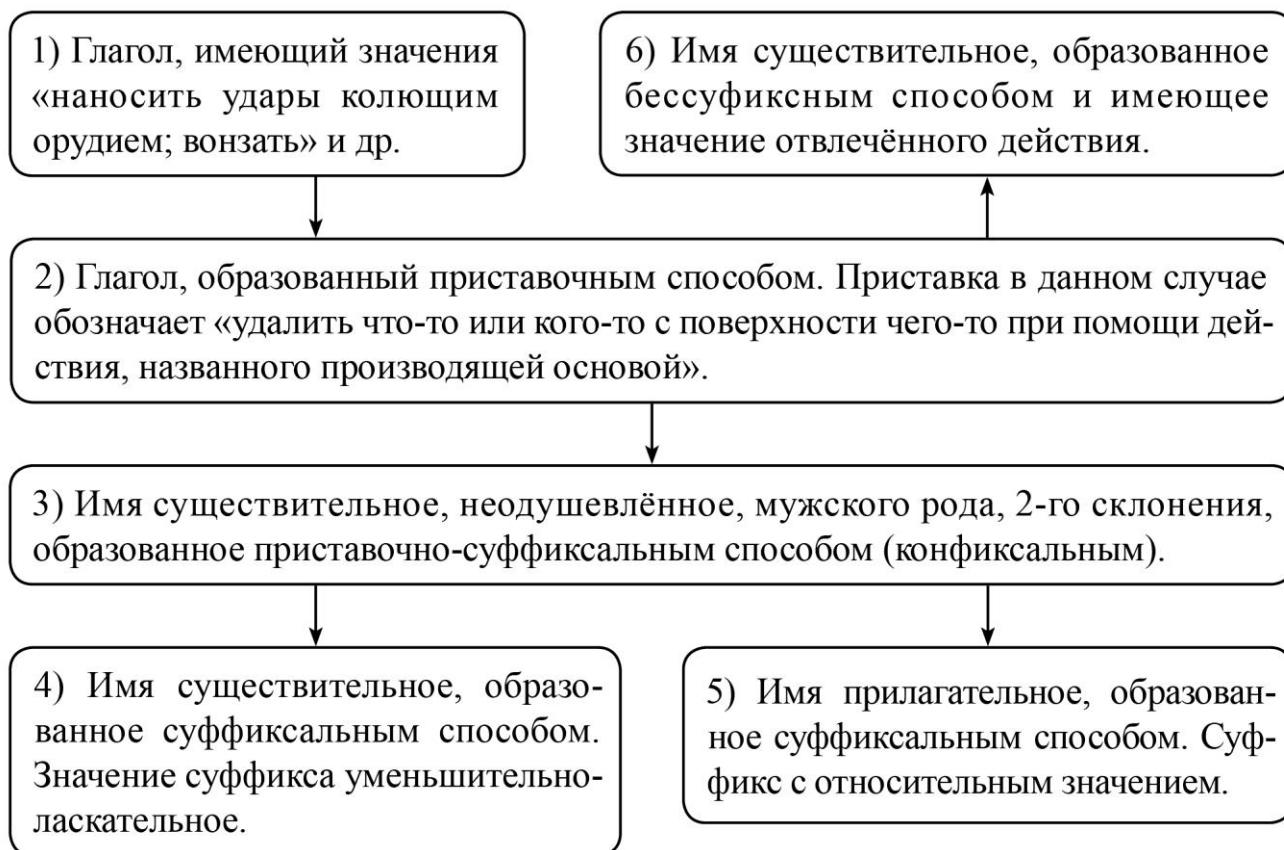 1) Глагол, имеющий значения
«наносить удары колющим
орудием; вонзать» и др.
6) Имя существительное, образованное
бессуфиксным способом и имеющее
значение отвлечённого действия.
2) Глагол, образованный приставочным способом. Приставка в данном случае
обозначает «удалить что-то или кого-то с поверхности чего-то при помощи дей-
ствия, названного производящей основой».
3) Имя существительное, неодушевлённое, мужского рода, 2-го склонения,
образованное приставочно-суффиксальным способом (конфиксальным).
4) Имя существительное, образо-
ванное суффиксальным способом.
Значение суффикса уменьшительно-
ласкательное.
5) Имя прилагательное, образован-
ное суффиксальным способом. Суф-
фикс с относительным значением.